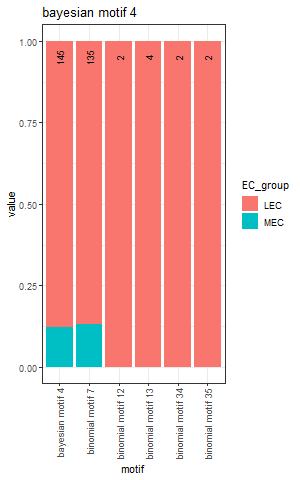 bayesian motif 4
1.00
0.75
0.50
0.25
0.00
value
145
135
2
4
2
2
bayesian motif 4
binomial motif 7
binomial motif 12
binomial motif 13
binomial motif 34
binomial motif 35
motif
EC_group
LEC
MEC